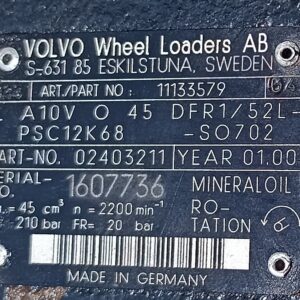 VOLVO Wheel Loaders AB
S-631 85 ESKILSTUNA, SWEDEN
ART./PART NO : 11133579
A10V O 45 DFR1/52L-
PSC12K68 -SO702
ART-NO. 02403211 YEAR 01.00
ERIAL- 1607736 MINERALOIL
= 45 cm³ n = 2200 min⁻¹ RO-
210 bar FR= 20 bar TATION
MADE IN GERMANY